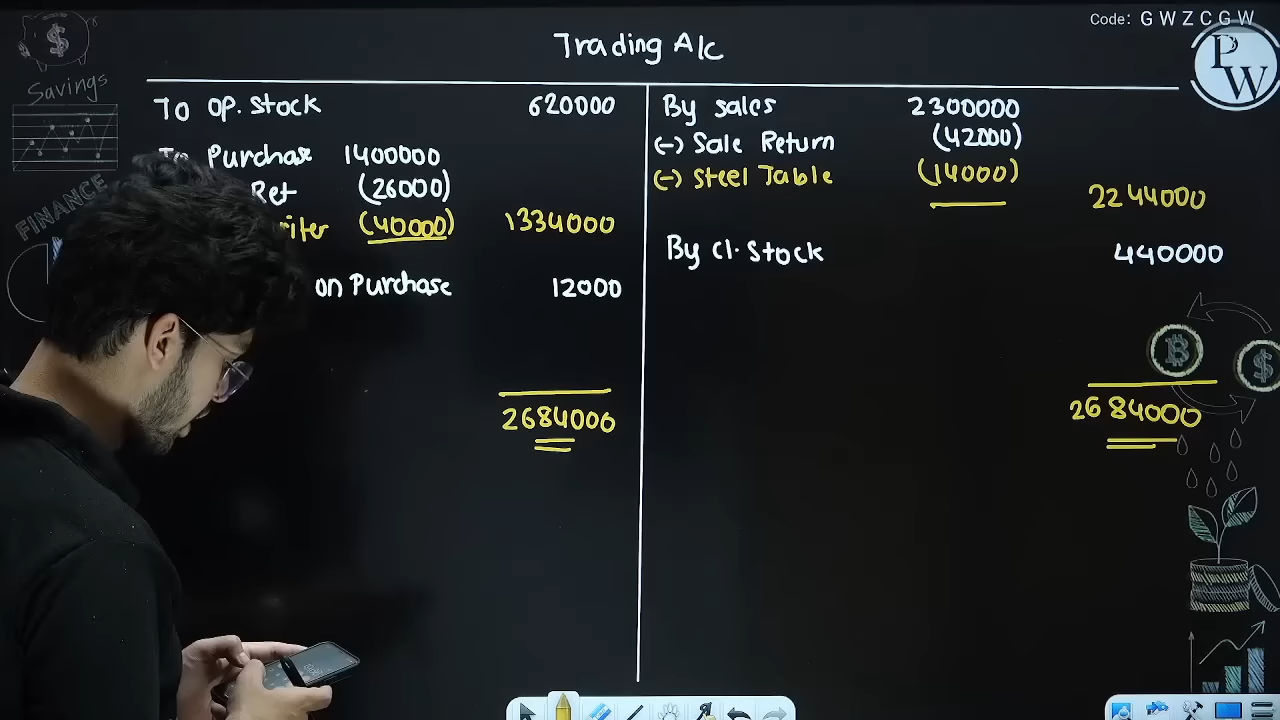 Code: G W Z C G W
PW
Trading A/c
Savings
FINANCE
To Op. Stock 620000
Purchase 1400000
Ret (26000)
(40000) 1334000
on Purchase 12000
2684000
By sales 2300000
(-) Sale Return (42000)
(-) Steel Table (14000) 2244000
By Cl. Stock 440000
2684000